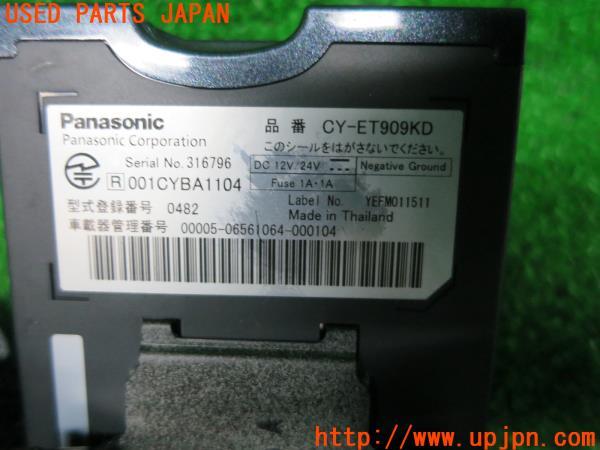 USED PARTS JAPAN
Panasonic
Panasonic Corporation
品番 CY-ET909KD
このシールをはがさないでください。
Serial No. 316796
DC 12V/24V
Negative Ground
R 001CYBA1104
Fuse 1A・1A
型式登録番号 0482
Label No. YEFM011511
Made in Thailand
車載器管理番号 00005-06561064-000104
http://www.upjpn.com